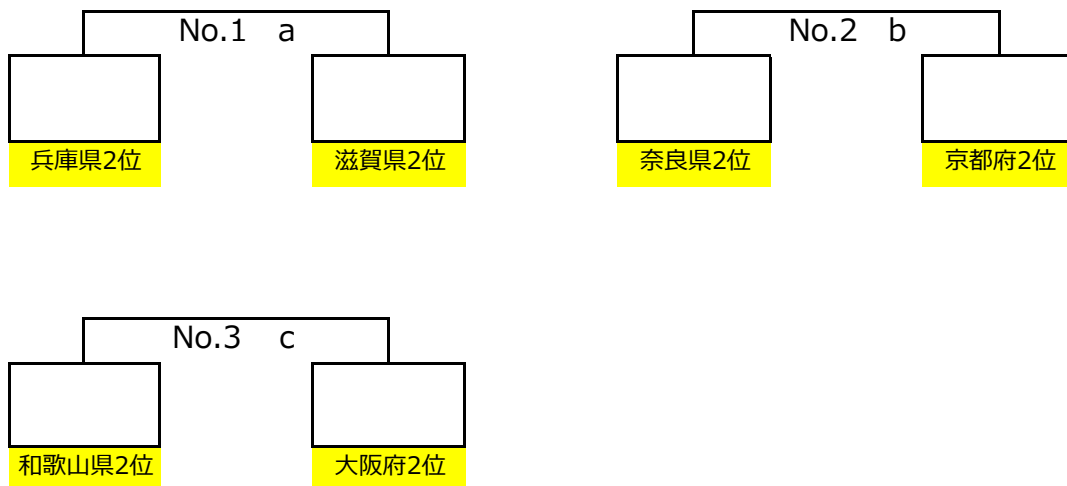 No.1 a
No.2 b
兵庫県2位
滋賀県2位
奈良県2位
京都府2位
No.3 c
和歌山県2位
大阪府2位